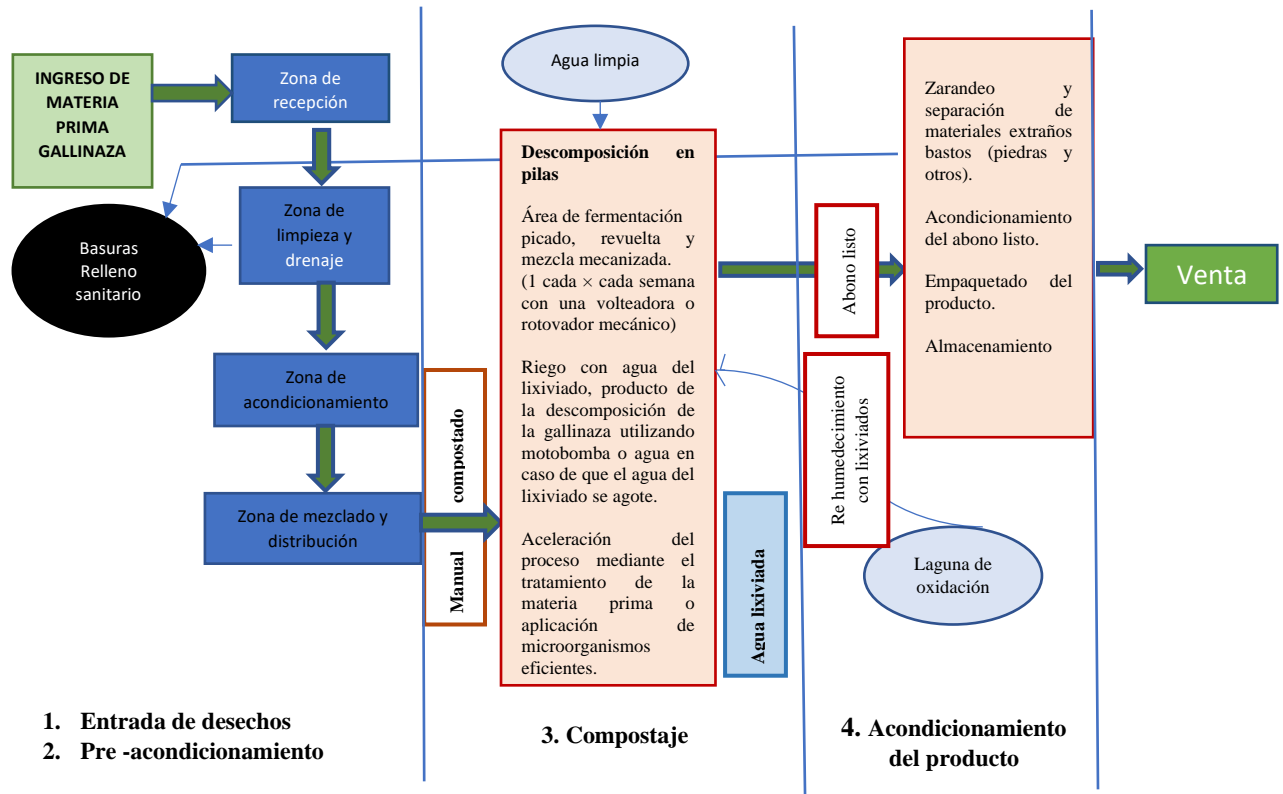 INGRESO DE
MATERIA
PRIMA
GALLINAZA
Zona de
recepción
Zona de
limpieza y
drenaje
Basuras
Relleno
sanitario
Zona de
acondicionamiento
Zona de mezclado y
distribución
Manual compostado
1. Entrada de desechos
2. Pre -acondicionamiento
Agua limpia
Descomposición en
pilas
Área de fermentación
picado, revuelta y
mezcla mecanizada.
(1 cada × cada semana
con una volteadora o
rotovador mecánico)
Riego con agua del
lixiviado, producto de
la descomposición de
la gallinaza utilizando
motobomba o agua en
caso de que el agua del
lixiviado se agote.
Aceleración del
proceso mediante el
tratamiento de la
materia prima o
aplicación de
microorganismos
eficientes.
Agua lixiviada
3. Compostaje
Abono listo
Re humedecimiento
con lixiviados
Laguna de
oxidación
Zarandeo y
separación de
materiales extraños
bastos (piedras y
otros).
Acondicionamiento
del abono listo.
Empaquetado del
producto.
Almacenamiento
4. Acondicionamiento
del producto
Venta